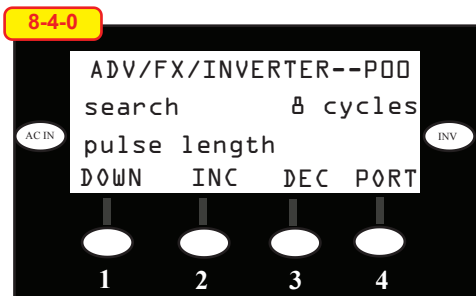 8-4-0
ADV/FX/INVERTER--P00
search 8 cycles
AC IN
INV
pulse length
DOWN INC DEC PORT
1 2 3 4